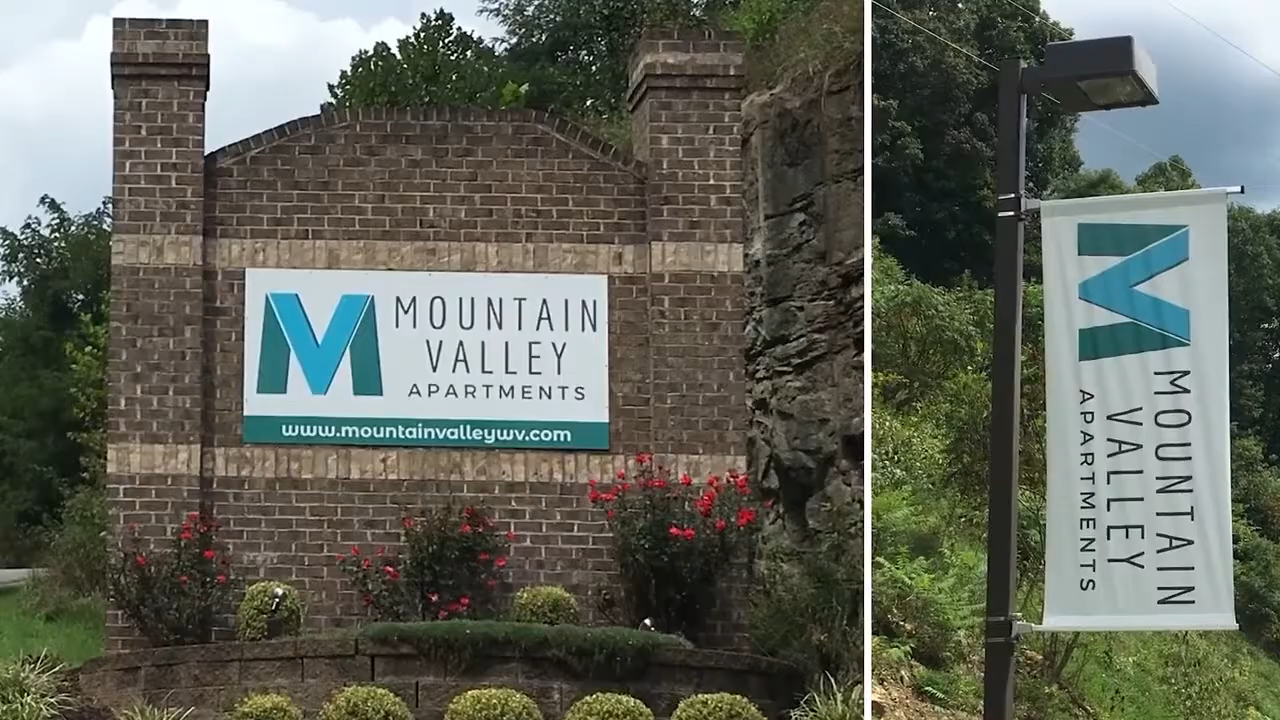 M
MOUNTAIN
VALLEY
APARTMENTS
www.mountainvalleywv.com
M
MOUNTAIN
VALLEY
APARTMENTS